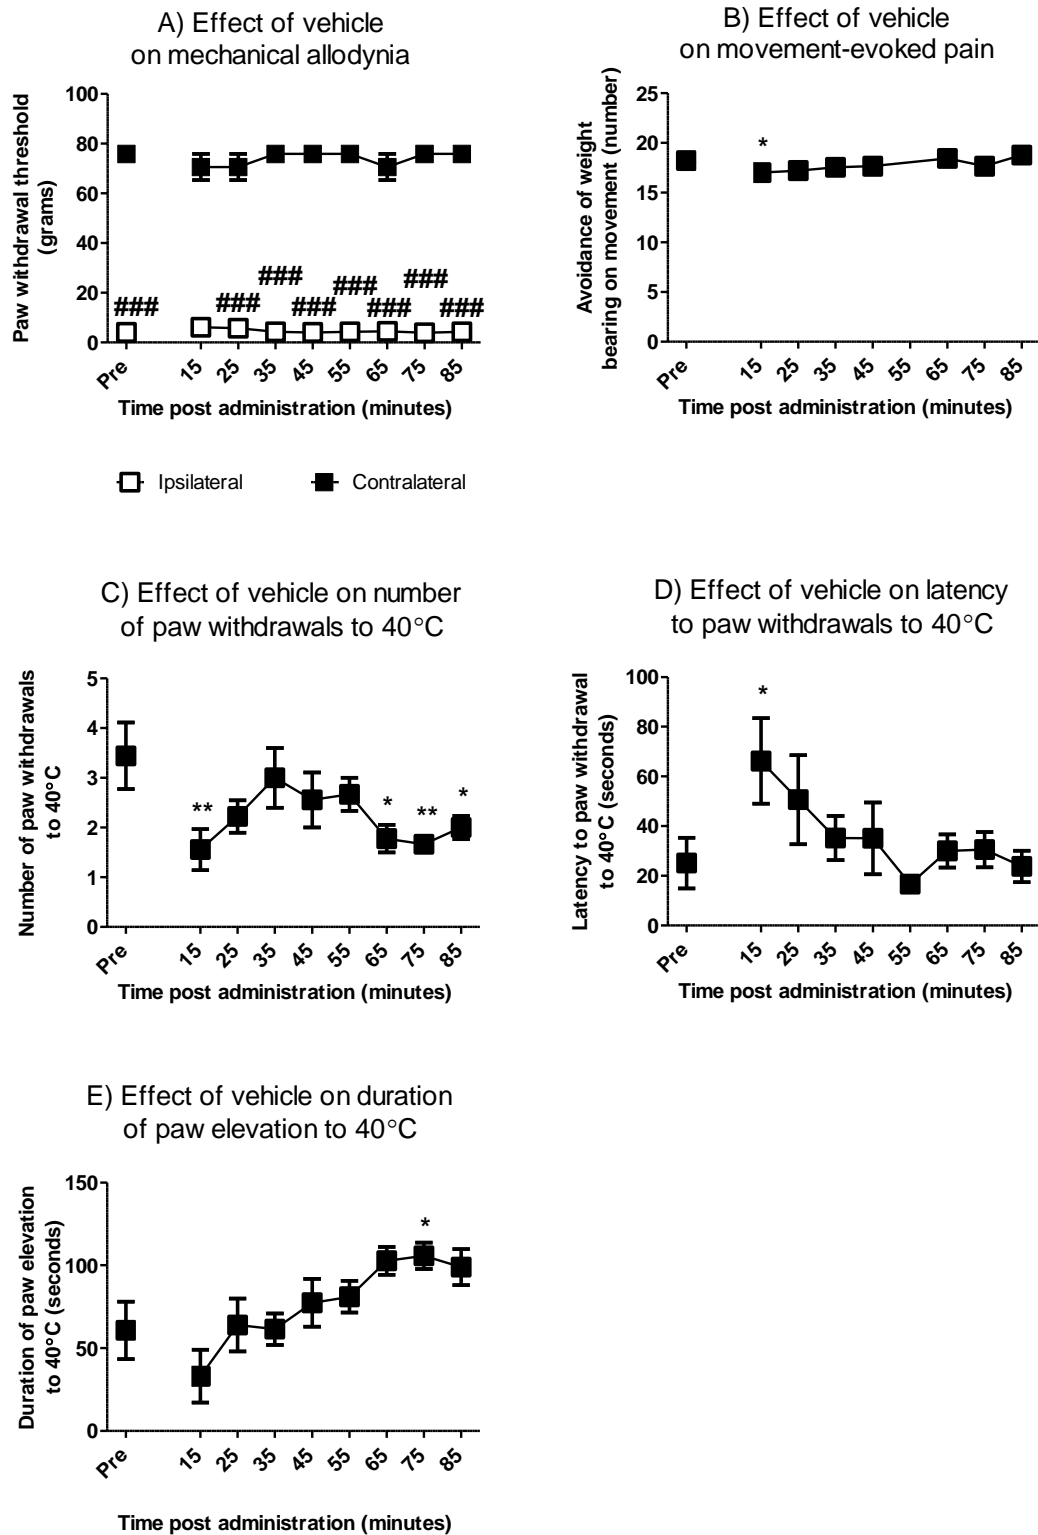 A) Effect of vehicle
on mechanical allodynia
Paw withdrawal threshold
(grams)
100
80
60
40
20
0
###
###
###
###
###
###
###
###
Pre
15
25
35
45
55
65
75
85
Time post administration (minutes)
B) Effect of vehicle
on movement-evoked pain
Avoidance of weight
bearing on movement (number)
25
20
15
10
5
0
*
Pre
15
25
35
45
55
65
75
85
Time post administration (minutes)
Ipsilateral
Contralateral
C) Effect of vehicle on number
of paw withdrawals to 40°C
Number of paw withdrawals
to 40°C
5
4
3
2
1
0
**
*
**
*
Pre
15
25
35
45
55
65
75
85
Time post administration (minutes)
D) Effect of vehicle on latency
to paw withdrawals to 40°C
Latency to paw withdrawal
to 40°C (seconds)
100
80
60
40
20
0
*
Pre
15
25
35
45
55
65
75
85
Time post administration (minutes)
E) Effect of vehicle on duration
of paw elevation to 40°C
Duration of paw elevation
to 40°C (seconds)
150
100
50
0
*
Pre
15
25
35
45
55
65
75
85
Time post administration (minutes)